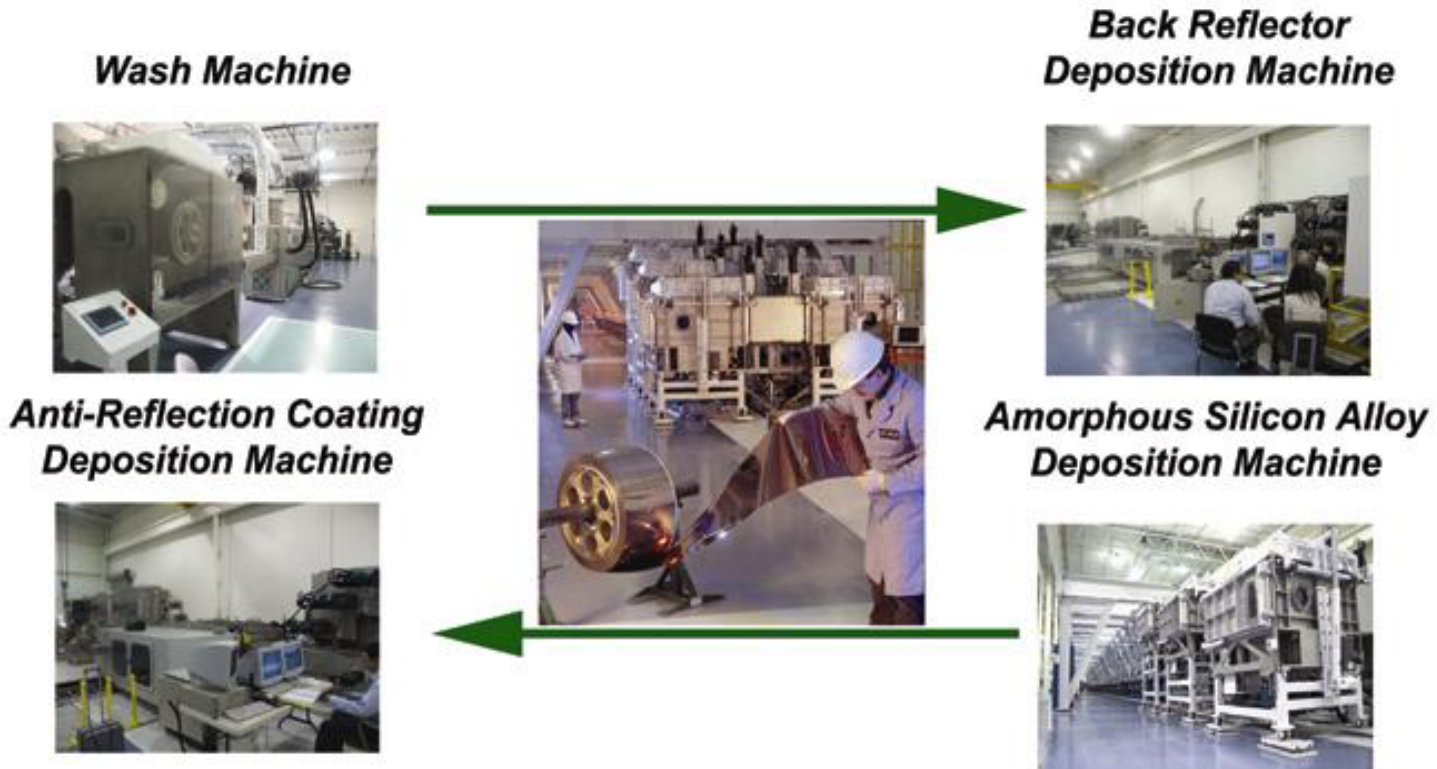 Wash Machine
Back Reflector
Deposition Machine
Anti-Reflection Coating
Deposition Machine
Amorphous Silicon Alloy
Deposition Machine